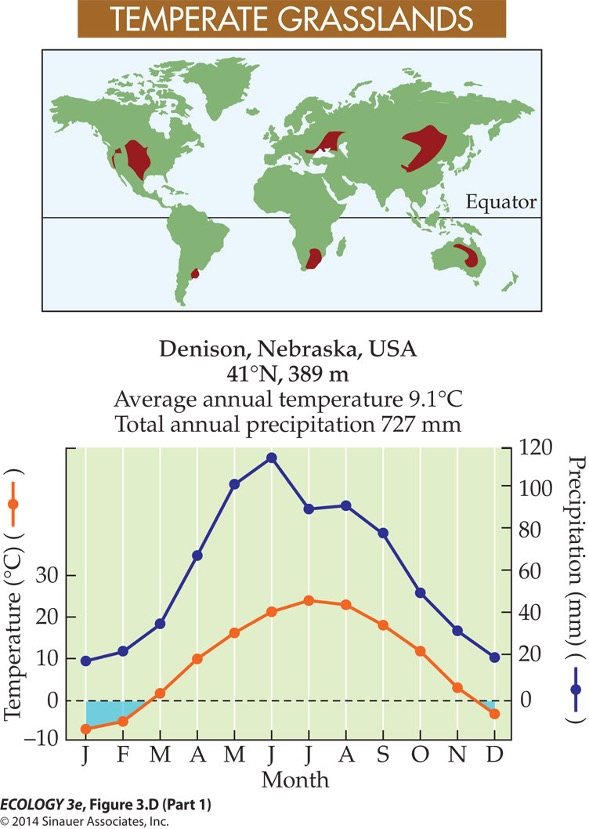 TEMPERATE GRASSLANDS
Equator
Denison, Nebraska, USA
41°N, 389 m
Average annual temperature 9.1°C
Total annual precipitation 727 mm
Temperature (°C) ( )
30
20
10
0
–10
120
100
80
60
40
20
0
Precipitation (mm) ( )
J F M A M J J A S O N D
Month
ECOLOGY 3e, Figure 3.D (Part 1)
© 2014 Sinauer Associates, Inc.